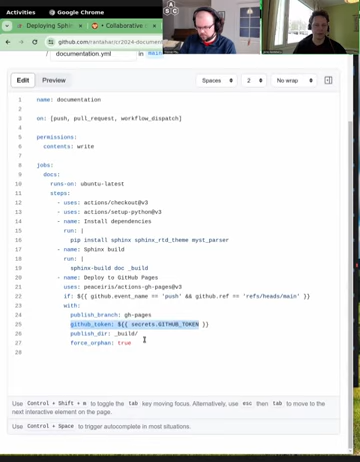 Activities
Google Chrome
Deploying Sphi
Collaborative
github.com/rantahar/cr2024-document
documentation.yml
in
main
Edit
Preview
Spaces
2
No wrap
1 name: documentation
2
3 on: [push, pull_request, workflow_dispatch]
4
5 permissions:
6 contents: write
7
8 jobs:
9 docs:
10 runs-on: ubuntu-latest
11 steps:
12 - uses: actions/checkout@v3
13 - uses: actions/setup-python@v3
14 - name: Install dependencies
15 run: |
16 pip install sphinx sphinx_rtd_theme myst_parser
17 - name: Sphinx build
18 run: |
19 sphinx-build doc _build
20 - name: Deploy to GitHub Pages
21 uses: peaceiris/actions-gh-pages@v3
22 if: ${{ github.event_name == 'push' && github.ref == 'refs/heads/main' }}
23 with:
24 publish_branch: gh-pages
25 github_token: ${{ secrets.GITHUB_TOKEN }}
26 publish_dir: _build/
27 force_orphan: true
28
Use Control + Shift + m to toggle the tab key moving focus. Alternatively, use esc then tab to move to the
next interactive element on the page.
Use Control + Space to trigger autocomplete in most situations.